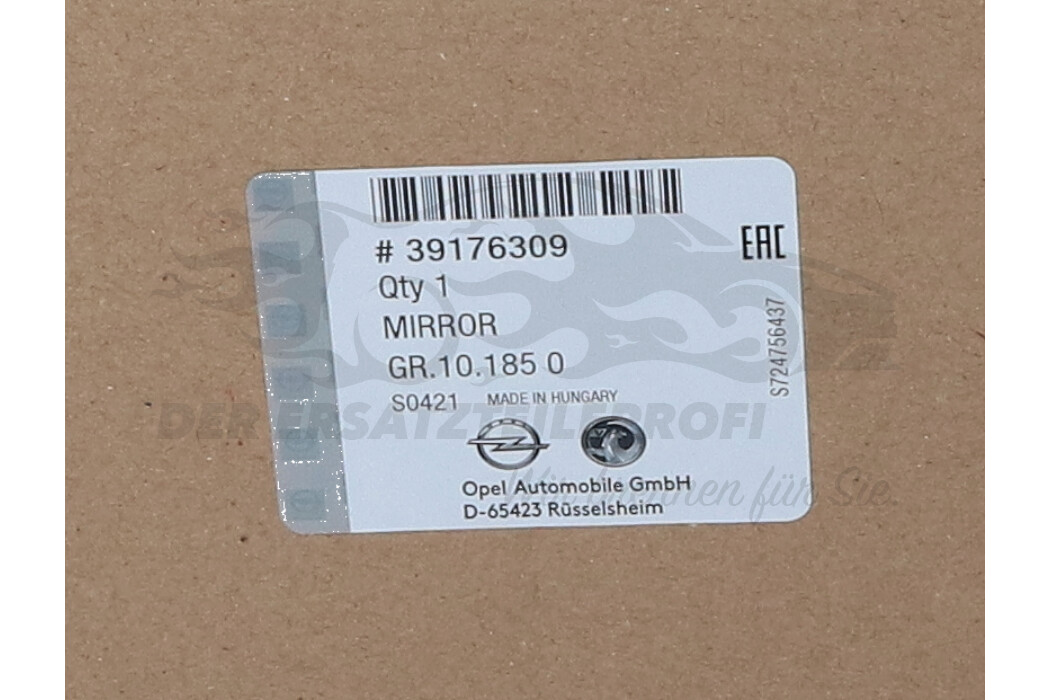 # 39176309
EAC
Qty 1
MIRROR
GR.10.185 0
S0421 MADE IN HUNGARY
S724756437
Opel Automobile GmbH
D-65423 Rüsselsheim
DER ERSATZTEILEPROFI
Wir brennen für Sie.